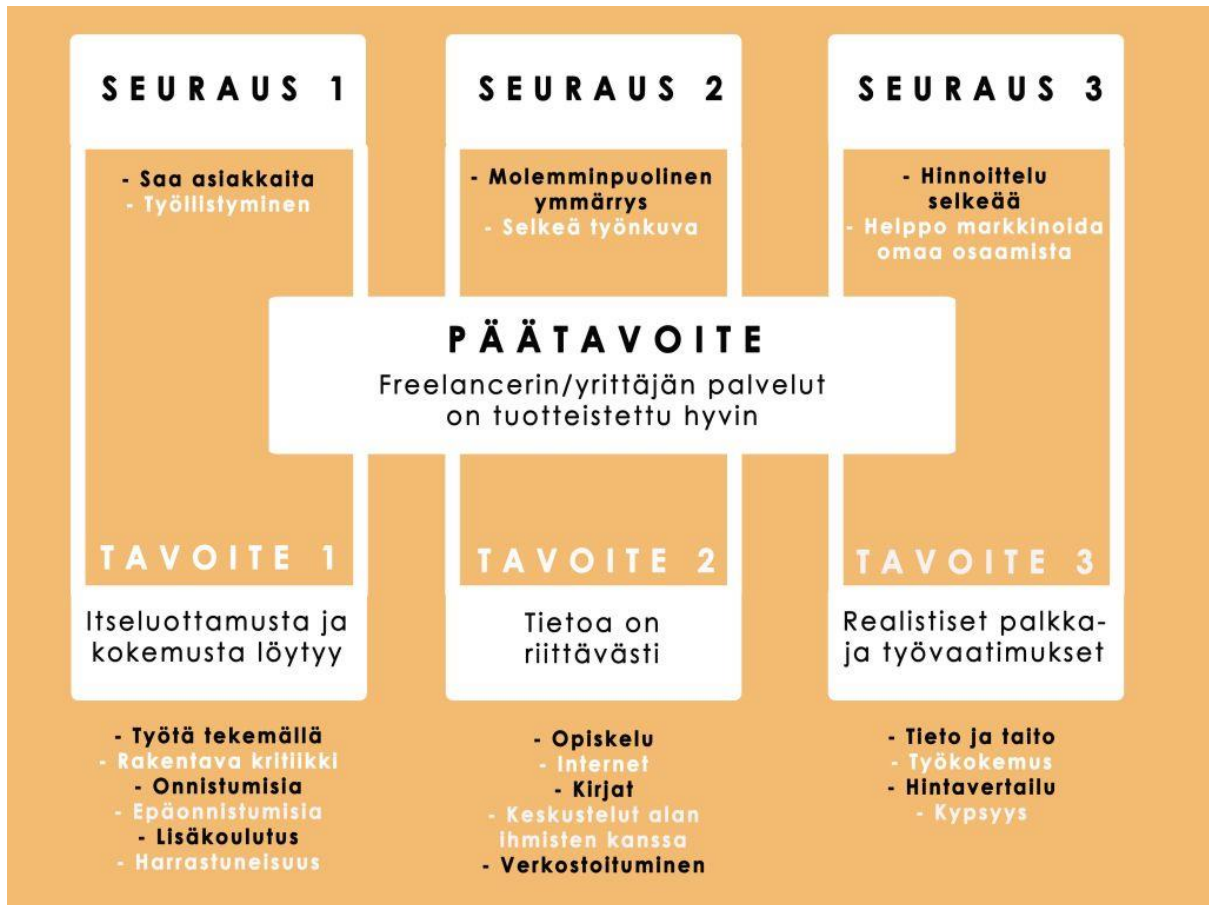 SEURAUS 1
- Saa asiakkaita
- Työllistyminen
SEURAUS 2
- Molemminpuolinen
ymmärrys
- Selkeä työnkuva
SEURAUS 3
- Hinnoittelu
selkeää
- Helppo markkinoida
omaa osaamista
PÄÄTAVOITE
Freelancerin/yrittäjän palvelut
on tuotteistettu hyvin
TAVOITE 1
Itseluottamusta ja
kokemusta löytyy
- Työtä tekemällä
- Rakentava kritiikki
- Onnistumisia
- Epäonnistumisia
- Lisäkoulutus
- Harrastuneisuus
TAVOITE 2
Tietoa on
riittävästi
- Opiskelu
- Internet
- Kirjat
- Keskustelut alan
ihmisten kanssa
- Verkostoituminen
TAVOITE 3
Realistiset palkka-
ja työvaatimukset
- Tieto ja taito
- Työkokemus
- Hintavertailu
- Kypsyys